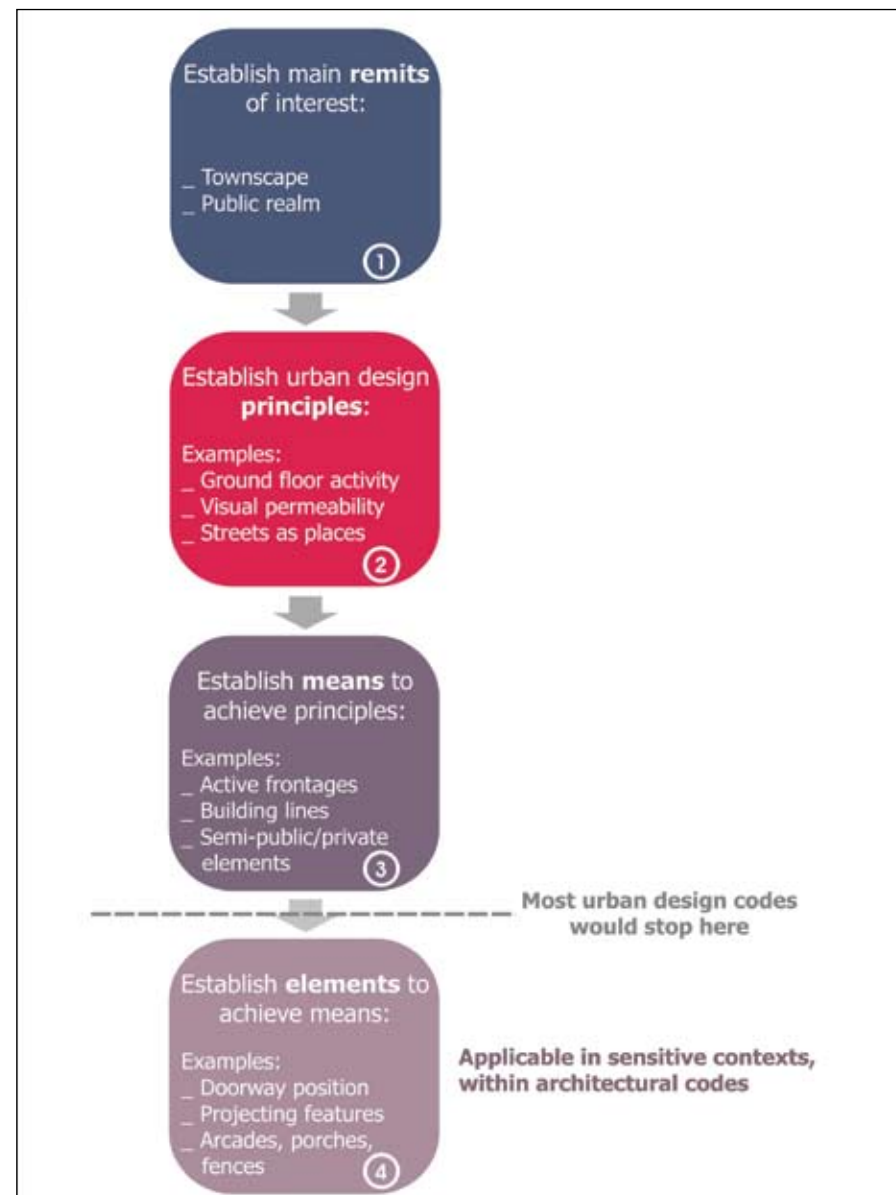 Establish main remits
of interest:
_ Townscape
_ Public realm
1
Establish urban design
principles:
Examples:
_ Ground floor activity
_ Visual permeability
_ Streets as places
2
Establish means to
achieve principles:
Examples:
_ Active frontages
_ Building lines
_ Semi-public/private
elements
3
Most urban design codes
would stop here
Establish elements to
achieve means:
Examples:
_ Doorway position
_ Projecting features
_ Arcades, porches,
fences
4
Applicable in sensitive contexts,
within architectural codes